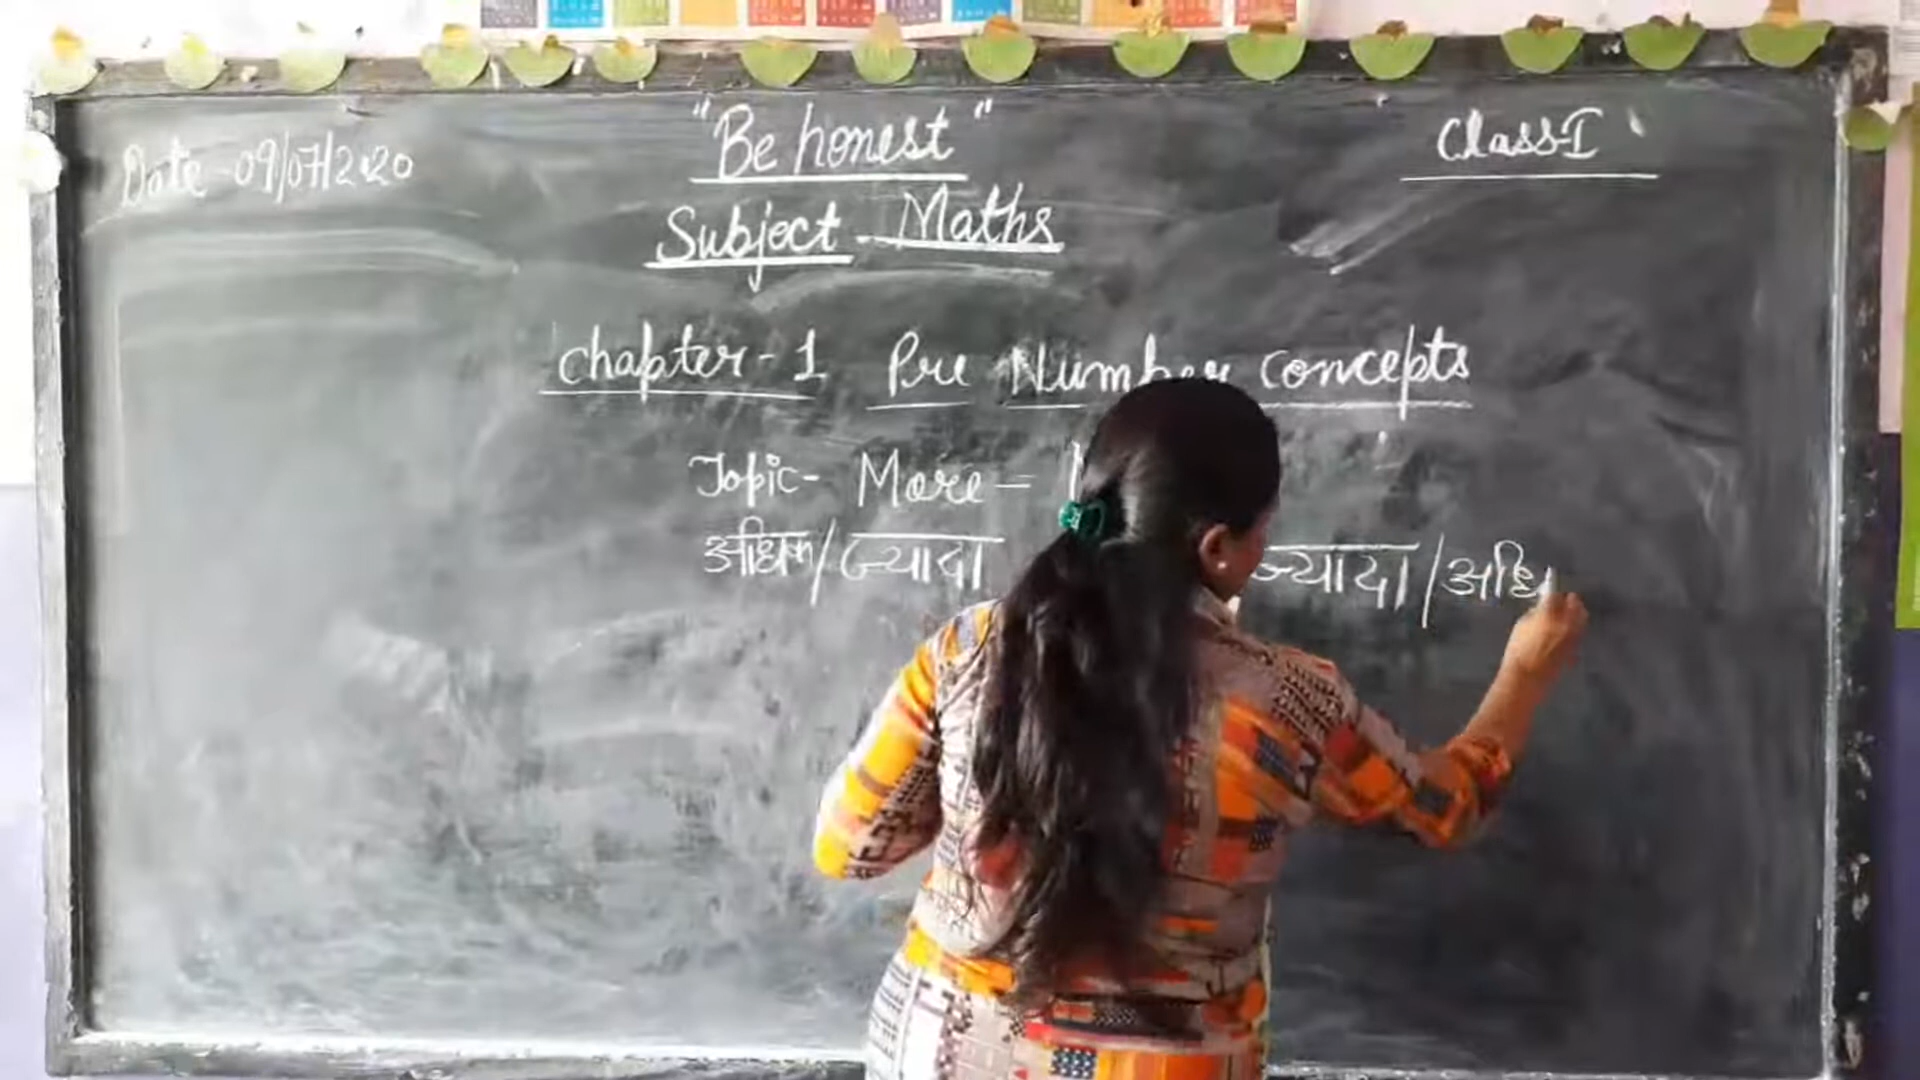 "Be honest"
Date - 09/07/2020
Class-I
Subject - Maths
Chapter - 1 Pre Number concepts
Topic - More =
अधिक/ज्यादा ज्यादा/अधि